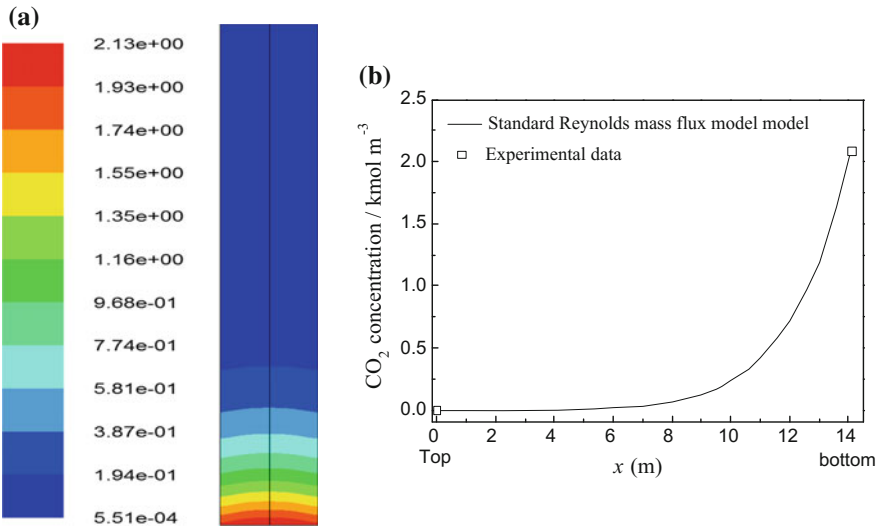 (a)
2.13e+00
1.93e+00
1.74e+00
1.55e+00
1.35e+00
1.16e+00
9.68e-01
7.74e-01
5.81e-01
3.87e-01
1.94e-01
5.51e-04
(b)
CO2 concentration / kmol m−3
2.5
2.0
1.5
1.0
0.5
0.0
Standard Reynolds mass flux model model
Experimental data
0 2 4 6 8 10 12 14
Top x (m) bottom